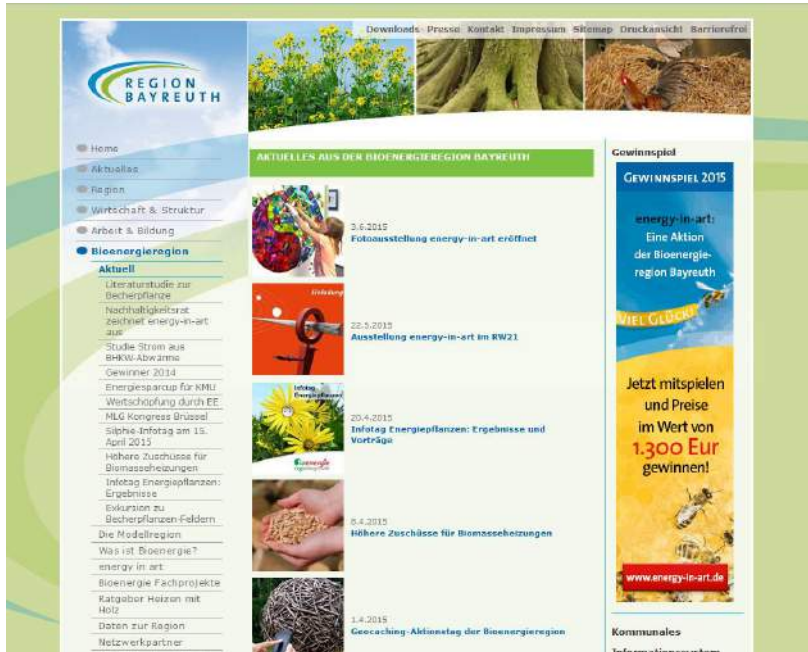 Downloads Presse Kontakt Impressum Sitemap Druckansicht Barrierefrei
REGION
BAYREUTH
Home
Aktuelles
Region
Wirtschaft & Struktur
Arbeit & Bildung
Bioenergieregion
Aktuell
Literaturstudie zur
Becherpflanze
Nachhaltigkeitsrat
zeichnet energy-in-art
aus
Studie Strom aus
BHKW-Abwärme
Gewinner 2014
Energiesparcup für KMU
Wertschöpfung durch EE
MLG Kongress Brüssel
Silphie-Infotag am 15.
April 2015
Höhere Zuschüsse für
Biomasseheizungen
Infotag Energiepflanzen:
Ergebnisse
Exkursion zu
Becherpflanzen-Feldern
Die Modellregion
Was ist Bioenergie?
energy in art
Bioenergie Fachprojekte
Ratgeber Heizen mit
Holz
Daten zur Region
Netzwerkpartner
AKTUELLES AUS DER BIOENERGIEREGION BAYREUTH
3.6.2015
Fotoausstellung energy-in-art eröffnet
Einladung
22.5.2015
Ausstellung energy-in-art im RW21
Infotag
Energiepflanzen
Bioenergie
20.4.2015
Infotag Energiepflanzen: Ergebnisse und
Vorträge
8.4.2015
Höhere Zuschüsse für Biomasseheizungen
1.4.2015
Geocaching-Aktionstag der Bioenergieregion
Gewinnspiel
GEWINNSPIEL 2015
energy-in-art:
Eine Aktion
der Bioenergie-
region Bayreuth
VIEL GLÜCK!
Jetzt mitspielen
und Preise
im Wert von
1.300 Eur
gewinnen!
www.energy-in-art.de
Kommunales
Informationssystem